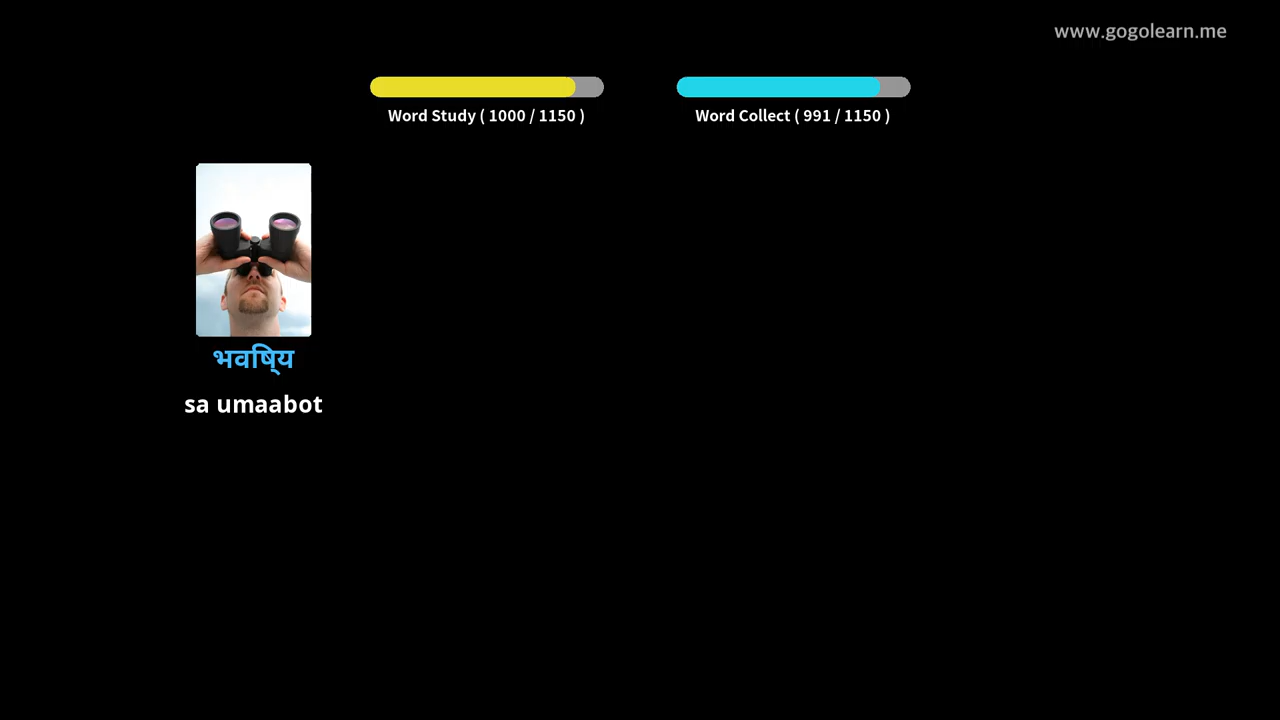 www.gogolearn.me
Word Study ( 1000 / 1150 )
Word Collect ( 991 / 1150 )
भवष्यि
sa umaabot